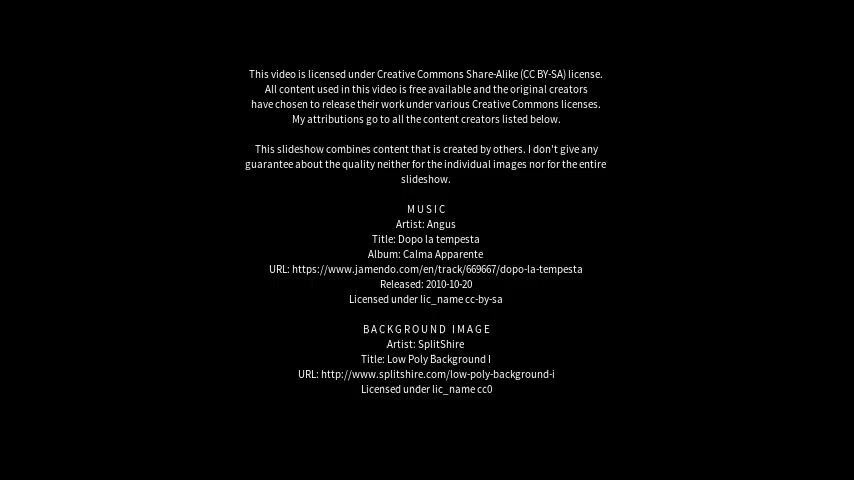 This video is licensed under Creative Commons Share-Alike (CC BY-SA) license.
All content used in this video is free available and the original creators
have chosen to release their work under various Creative Commons licenses.
My attributions go to all the content creators listed below.
This slideshow combines content that is created by others. I don't give any
guarantee about the quality neither for the individual images nor for the entire
slideshow.
MUSIC
Artist: Angus
Title: Dopo la tempesta
Album: Calma Apparente
URL: https://www.jamendo.com/en/track/669667/dopo-la-tempesta
Released: 2010-10-20
Licensed under lic_name cc-by-sa
BACKGROUND IMAGE
Artist: SplitShire
Title: Low Poly Background I
URL: http://www.splitshire.com/low-poly-background-i
Licensed under lic_name cc0